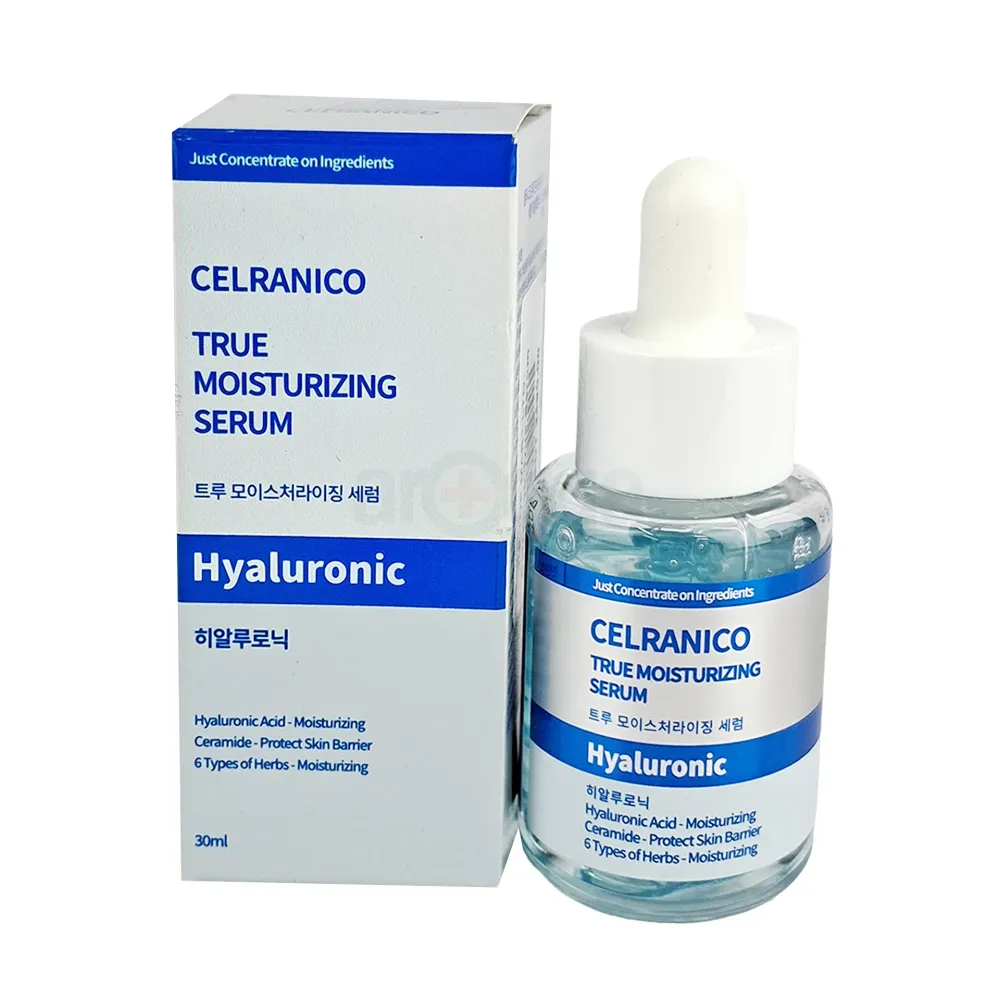 CELRANICO
Just Concentrate on Ingredients
CELRANICO
TRUE
MOISTURIZING
SERUM
트루 모이스처라이징 세럼
Hyaluronic
히알루로닉
Hyaluronic Acid - Moisturizing
Ceramide - Protect Skin Barrier
6 Types of Herbs - Moisturizing
30ml
Just Concentrate on Ingredients
CELRANICO
TRUE MOISTURIZING
SERUM
트루 모이스처라이징 세럼
Hyaluronic
히알루로닉
Hyaluronic Acid - Moisturizing
Ceramide - Protect Skin Barrier
6 Types of Herbs - Moisturizing